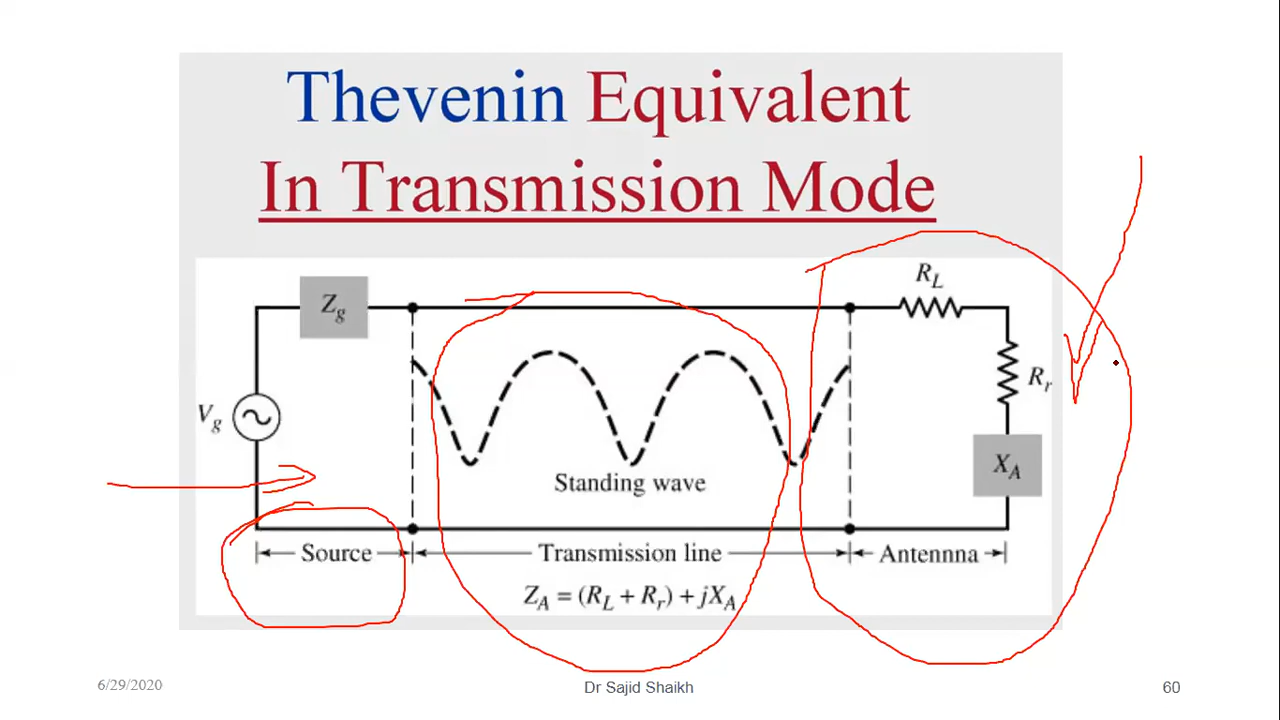 Thevenin Equivalent
In Transmission Mode
R_L
Z_g
R_r
V_g
X_A
Standing wave
Source
Transmission line
Antennna
Z_A = (R_L + R_r) + jX_A
6/29/2020
Dr Sajid Shaikh
60